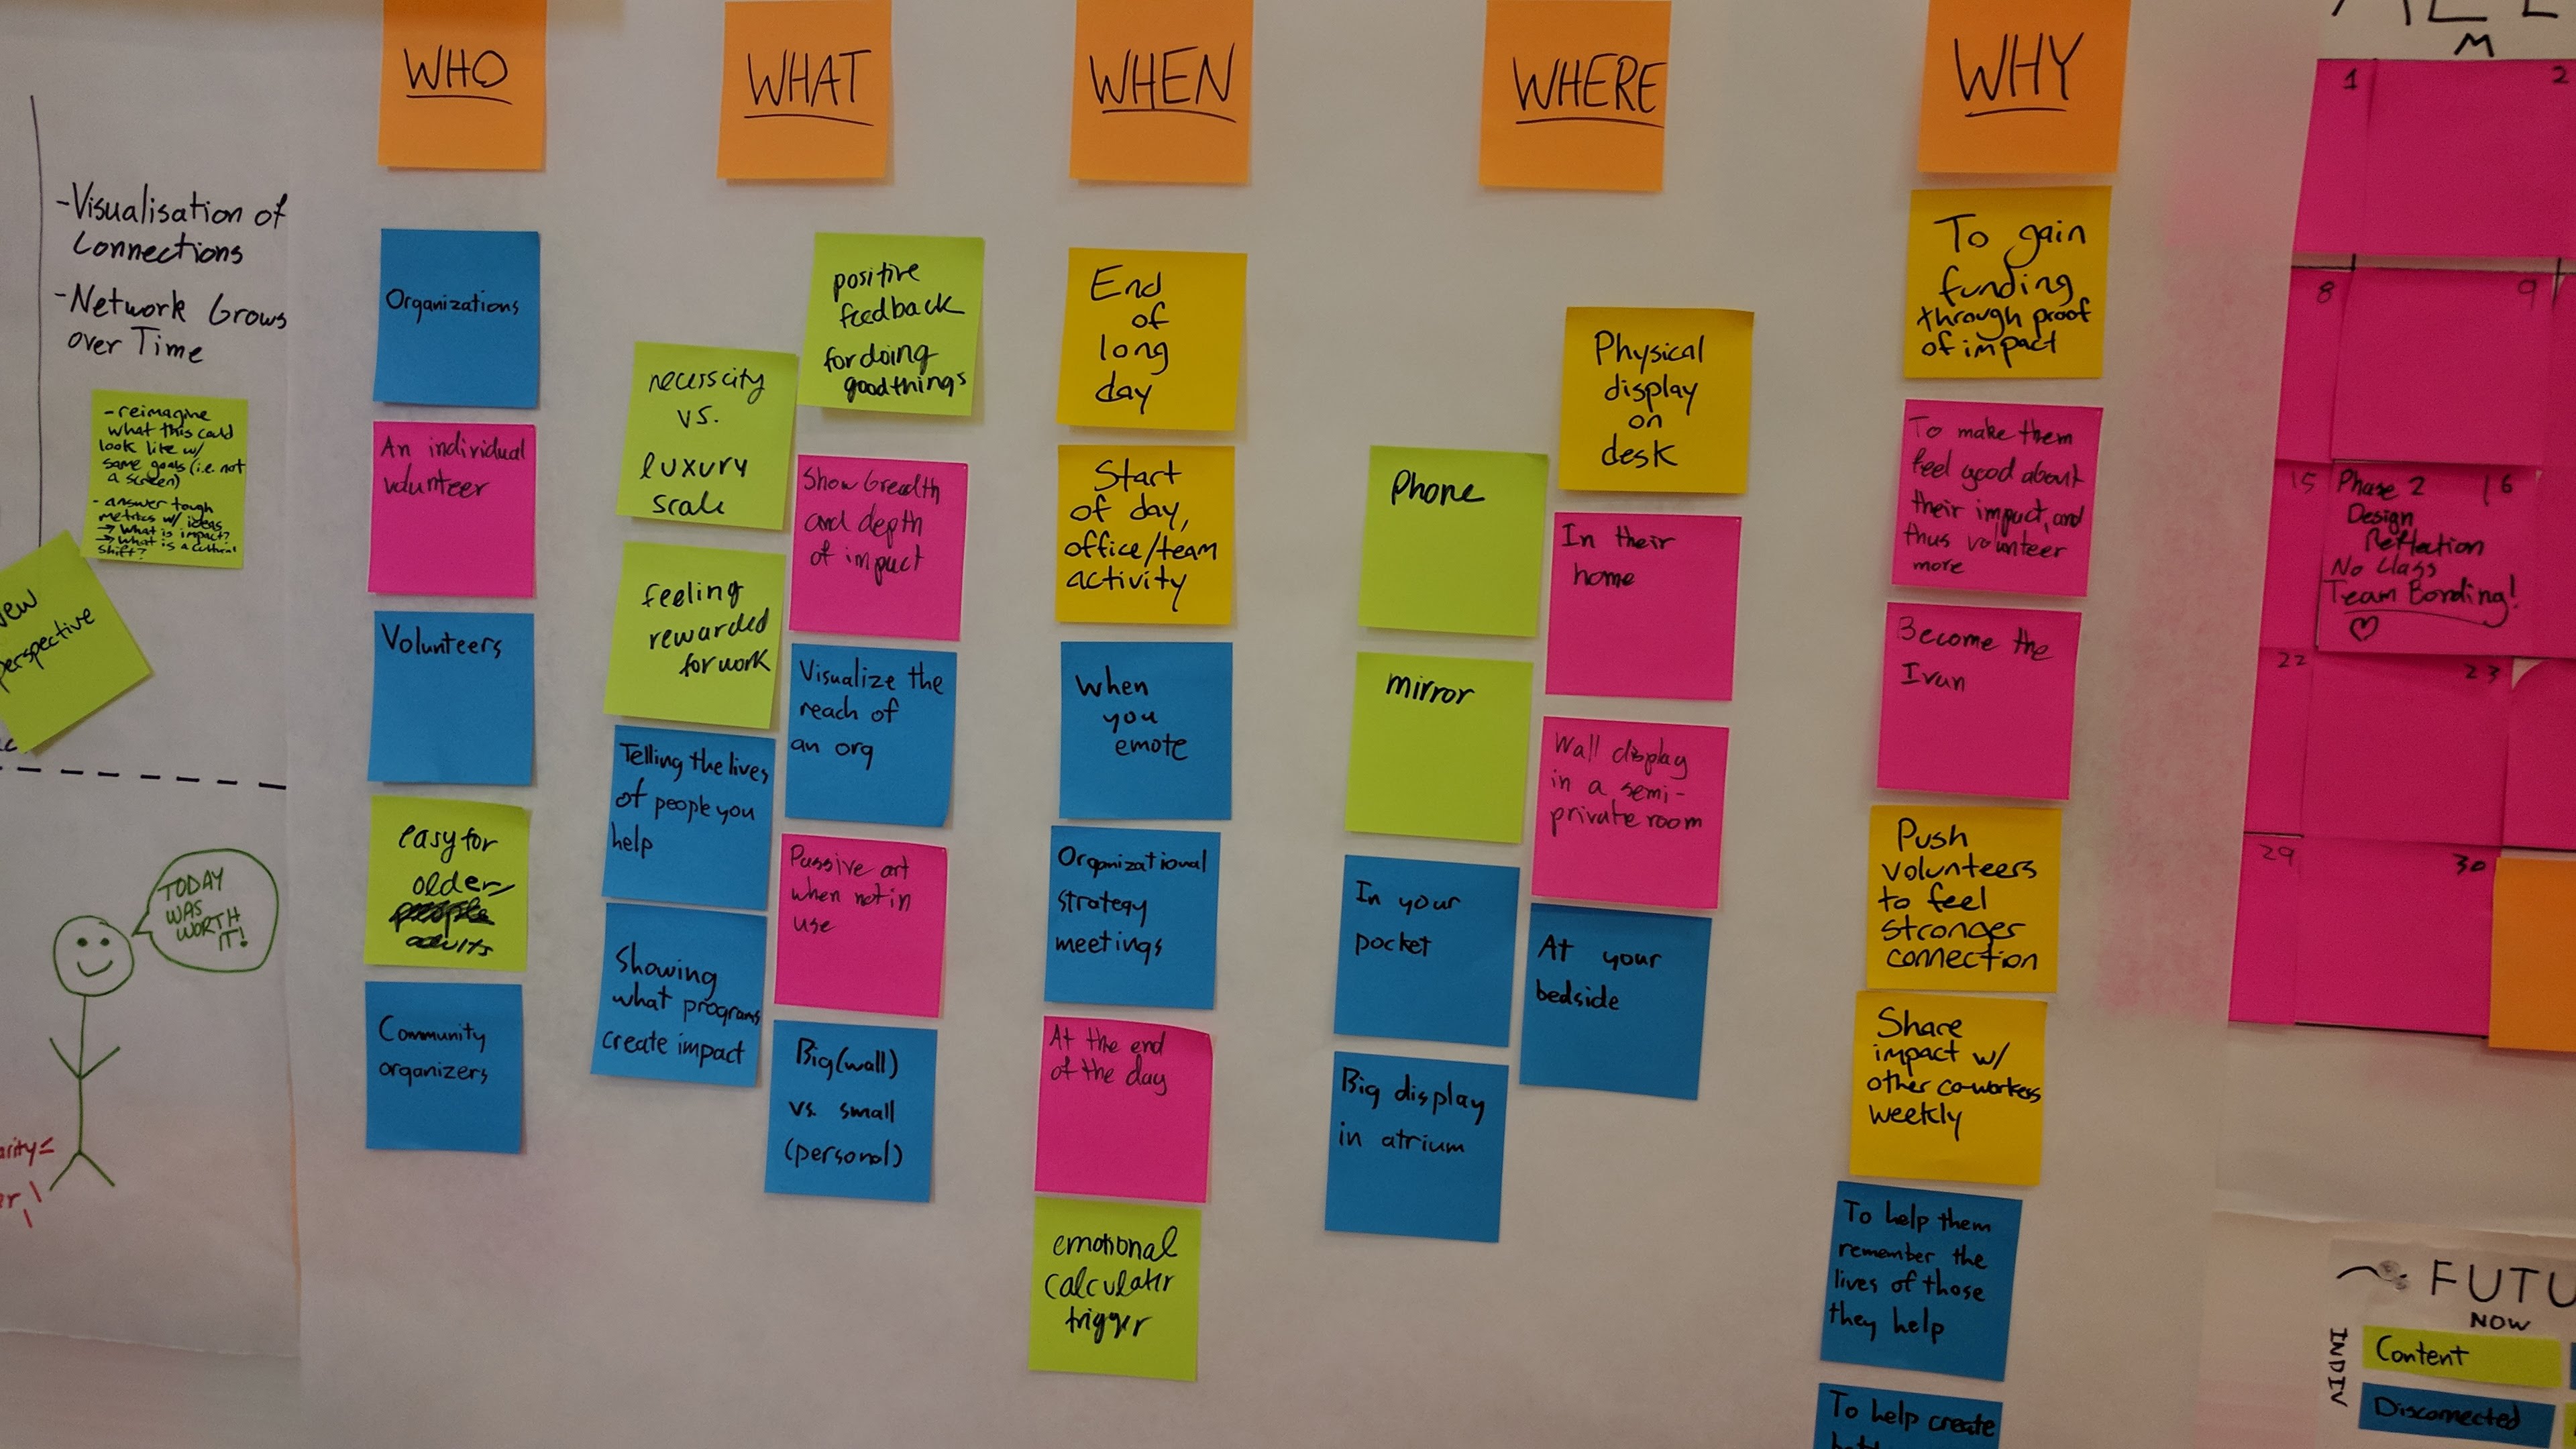 -Visualisation of
Connections
-Network Grows
over Time
-reimagine
what this could
look like w/
same goals (i.e. not
a screen)
- answer tough
metrics w/ ideas
→ What is impact?
→ What is a cultural
shift?
perspective
TODAY
WAS
WORTH
IT!
WHO
Organizations
An individual
volunteer
Volunteers
easy for
older
people
adults
Community
organizers
WHAT
positive
feedback
for doing
good things
necesscity
vs.
luxury
scale
Show breadth
and depth
of impact
feeling
rewarded
for work
Visualize the
reach of
an org
Telling the lives
of people you
help
Passive art
when not in
use
Showing
what programs
create impact
Big (wall)
vs. small
(personal)
WHEN
End
of
long
day
Start
of day,
office/team
activity
When
you
emote
Organizational
strategy
meetings
At the end
of the day
emotional
calculator
trigger
WHERE
Physical
display
on
desk
Phone
In their
home
mirror
Wall display
in a semi-
private room
In your
pocket
At your
bedside
Big display
in atrium
WHY
To gain
funding
through proof
of impact
To make them
feel good about
their impact, and
thus volunteer
more
Become the
Ivan
Push
volunteers
to feel
stronger
connection
Share
impact w/
other co-workers
weekly
To help them
remember the
lives of those
they help
To help create
M
1
2
8
9
15
16
Phase 2
Design
Reflection
No Class
Team Bonding!
22
23
29
30
FUTU
NOW
INDIV
Content
Disconnected